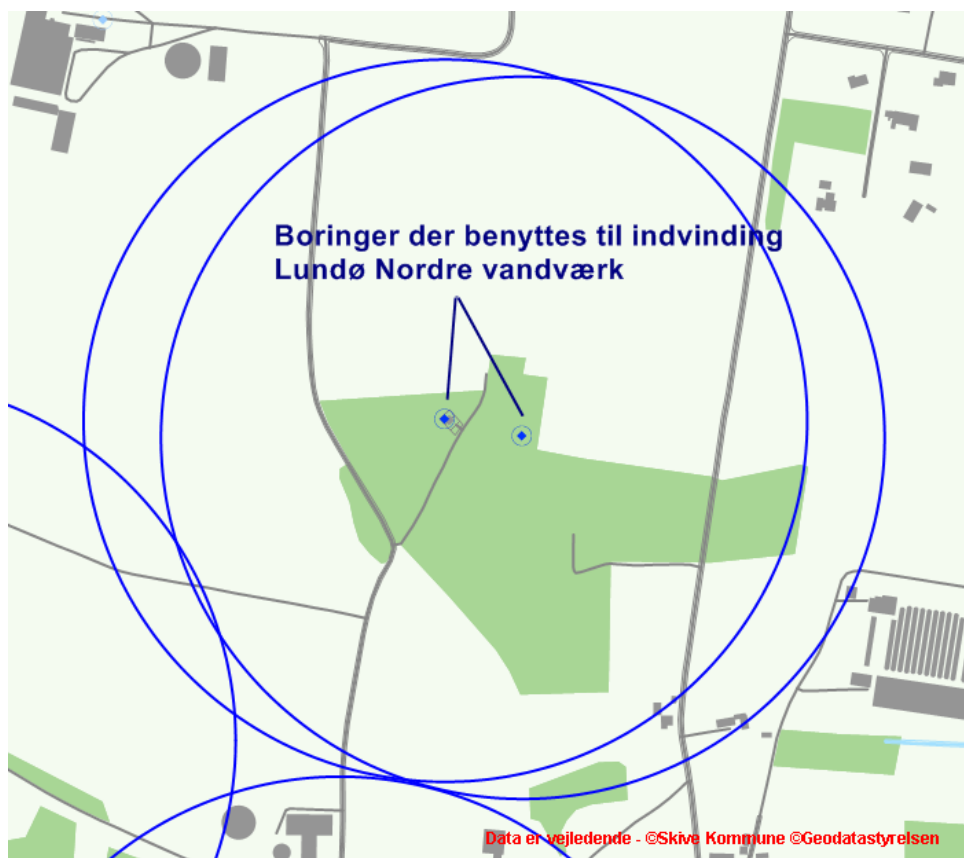 Boringer der benyttes til indvinding
Lundø Nordre vandværk
Data er vejledende - ©Skive Kommune ©Geodatastyrelsen